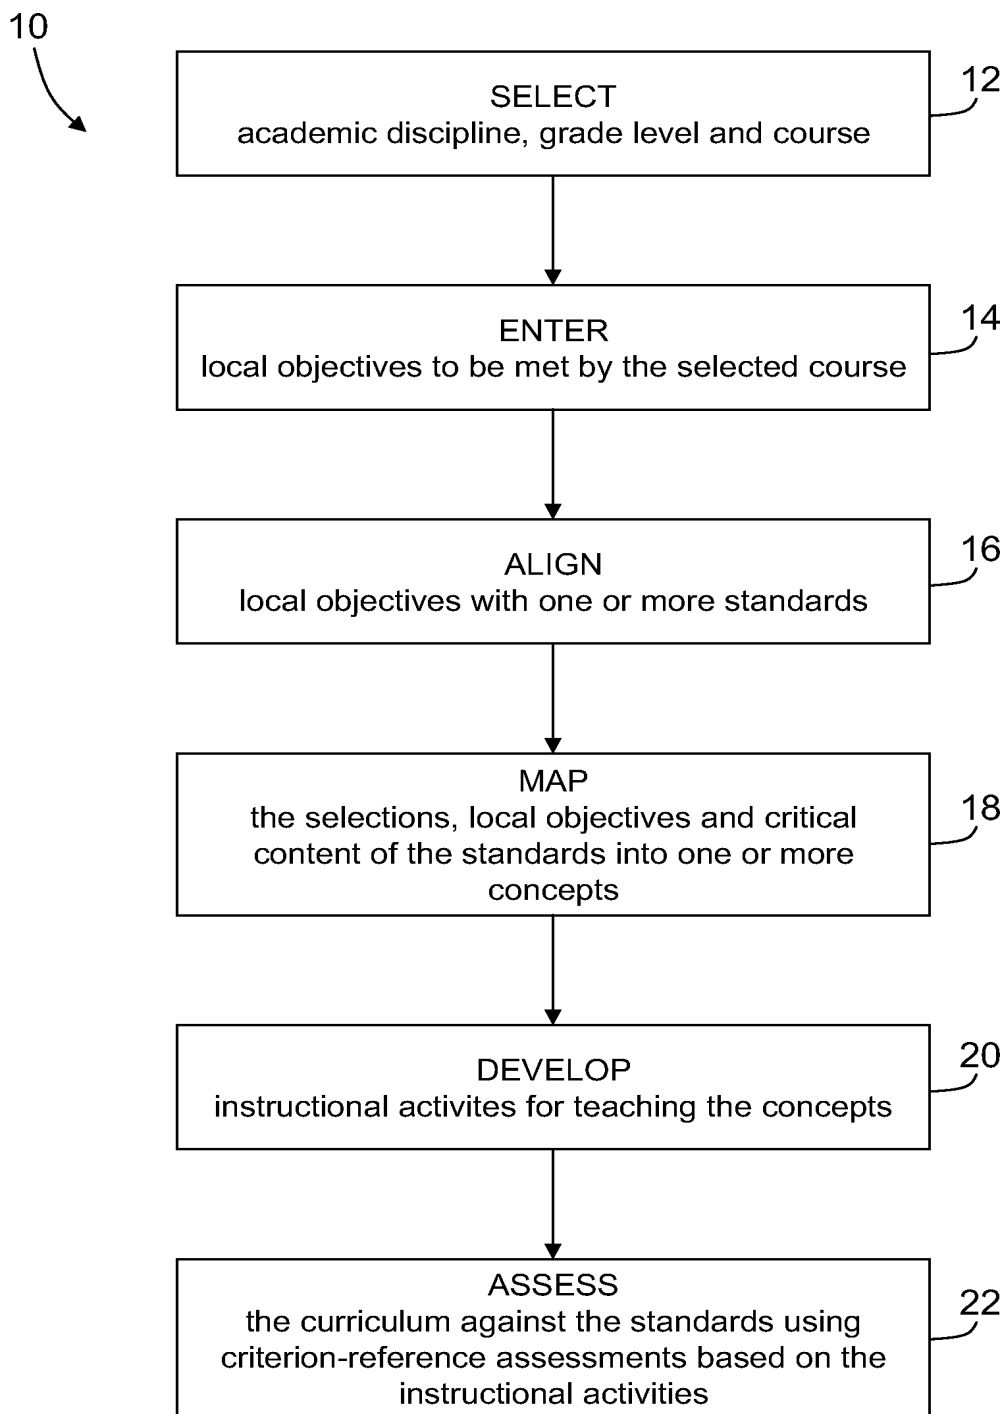 10
12
SELECT
academic discipline, grade level and course
14
ENTER
local objectives to be met by the selected course
16
ALIGN
local objectives with one or more standards
18
MAP
the selections, local objectives and critical
content of the standards into one or more
concepts
20
DEVELOP
instructional activites for teaching the concepts
22
ASSESS
the curriculum against the standards using
criterion-reference assessments based on the
instructional activities